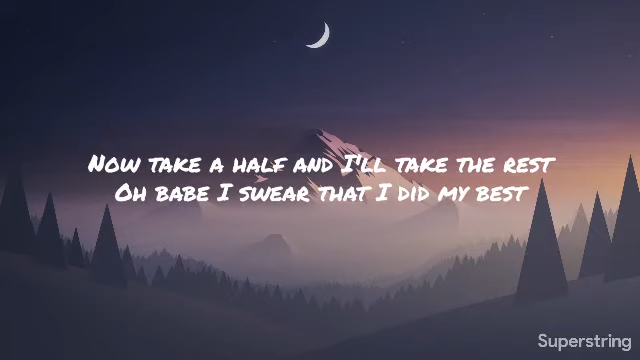 Now take a half and I'll take the rest
Oh babe I swear that I did my best
Superstring